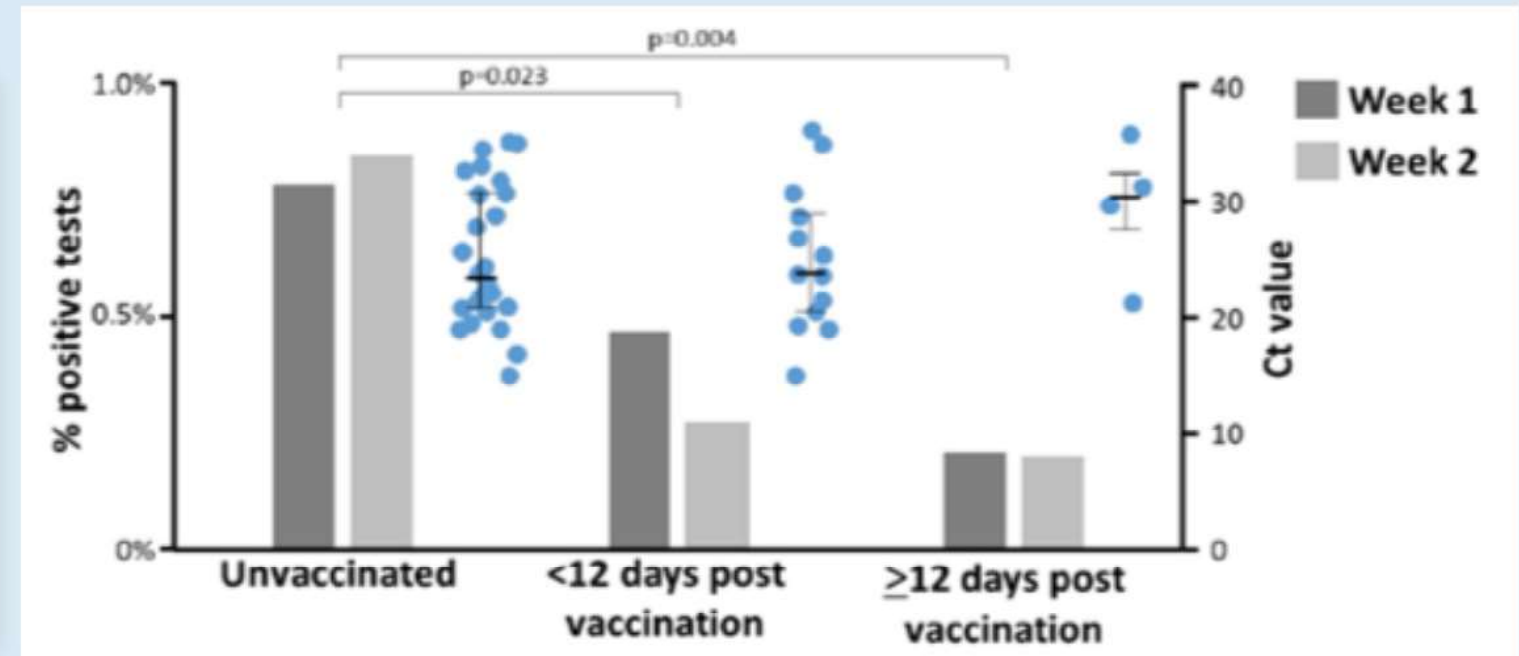 p=0.004
p=0.023
1.0%
0.5%
0%
% positive tests
40
30
20
10
0
Ct value
Week 1
Week 2
Unvaccinated
<12 days post
vaccination
≥12 days post
vaccination